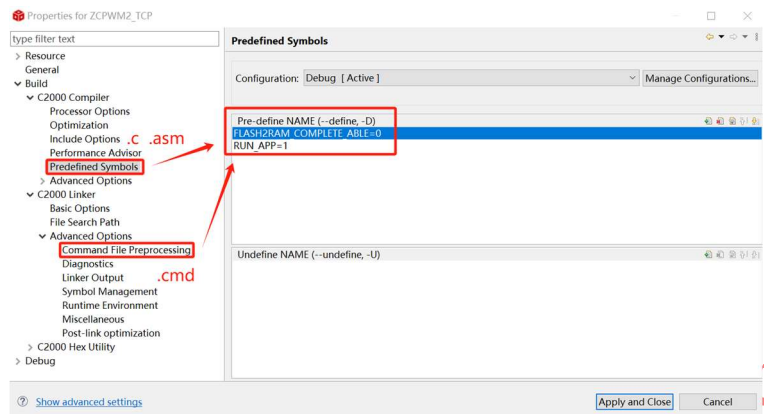 Properties for ZCPWM2_TCP
type filter text
Resource
General
Build
C2000 Compiler
Processor Options
Optimization
Include Options
.c .asm
Performance Advisor
Predefined Symbols
Advanced Options
C2000 Linker
Basic Options
File Search Path
Advanced Options
Command File Preprocessing
Diagnostics
.cmd
Linker Output
Symbol Management
Runtime Environment
Miscellaneous
Post-link optimization
C2000 Hex Utility
Debug
Predefined Symbols
Configuration: Debug [ Active ]
Manage Configurations...
Pre-define NAME (--define, -D)
FLASH2RAM_COMPLETE_ABLE=0
RUN_APP=1
Undefine NAME (--undefine, -U)
Show advanced settings
Apply and Close
Cancel